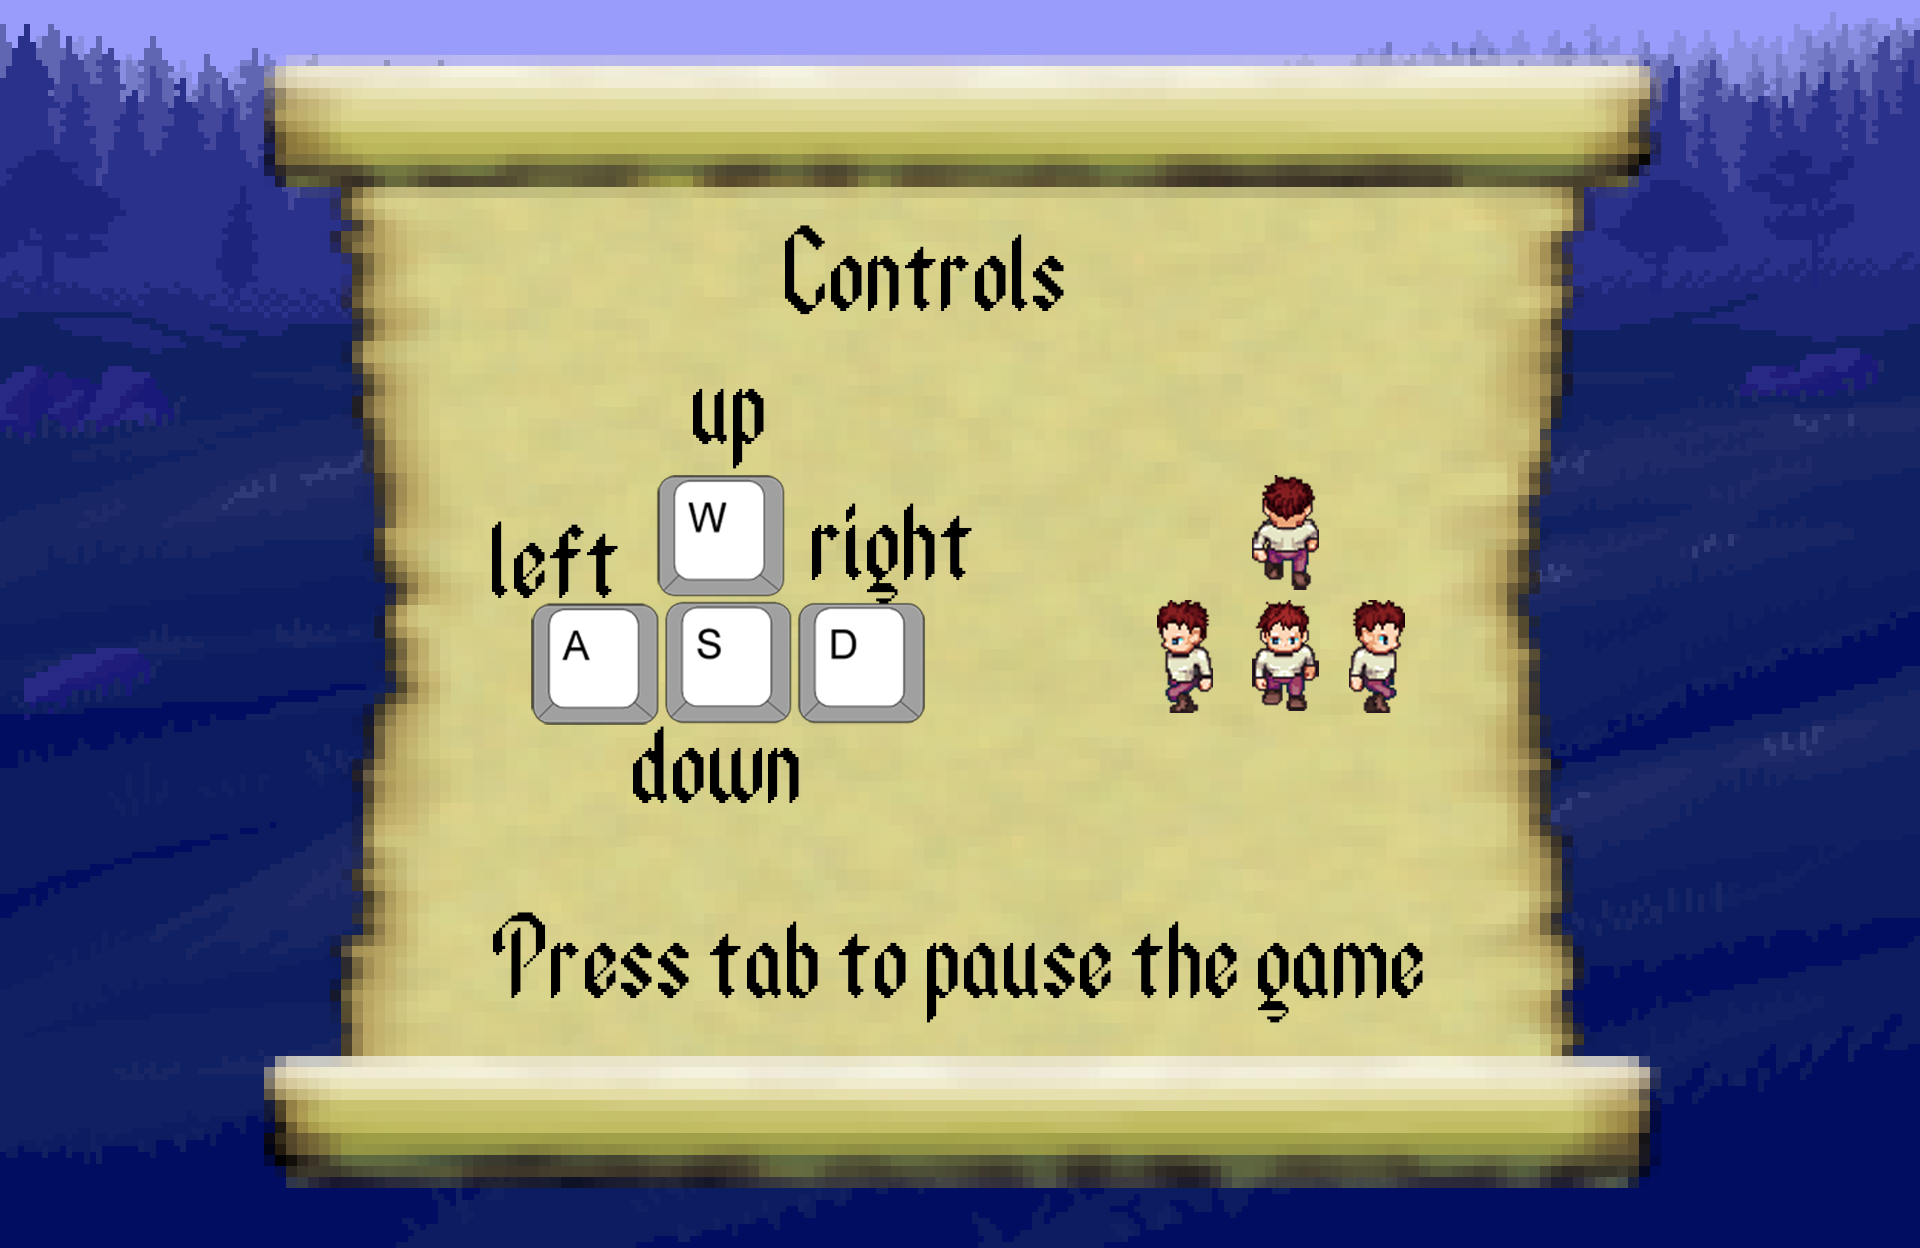 Controls
up
W
left
right
A S D
down
Press tab to pause the game